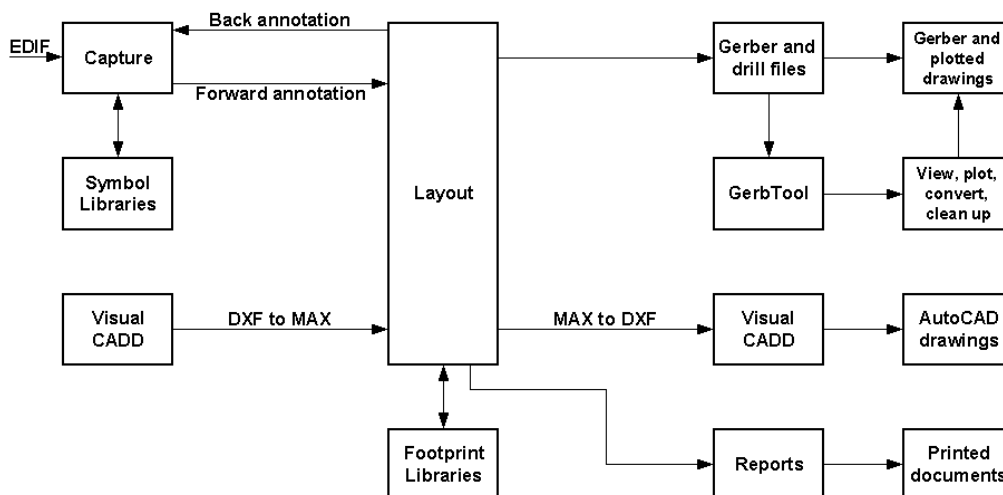 Back annotation
EDIF
Capture
Forward annotation
Symbol
Libraries
Layout
Gerber and
drill files
Gerber and
plotted
drawings
GerbTool
View, plot,
convert,
clean up
Visual
CADD
DXF to MAX
MAX to DXF
Visual
CADD
AutoCAD
drawings
Footprint
Libraries
Reports
Printed
documents